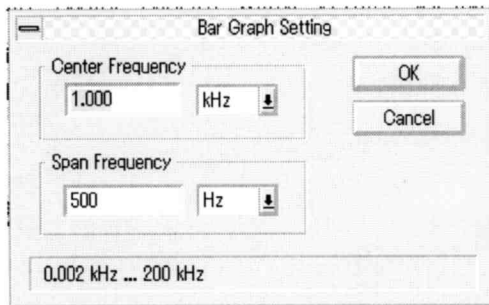 Bar Graph Setting
Center Frequency
1.000 kHz
OK
Cancel
Span Frequency
500 Hz
0.002 kHz ... 200 kHz